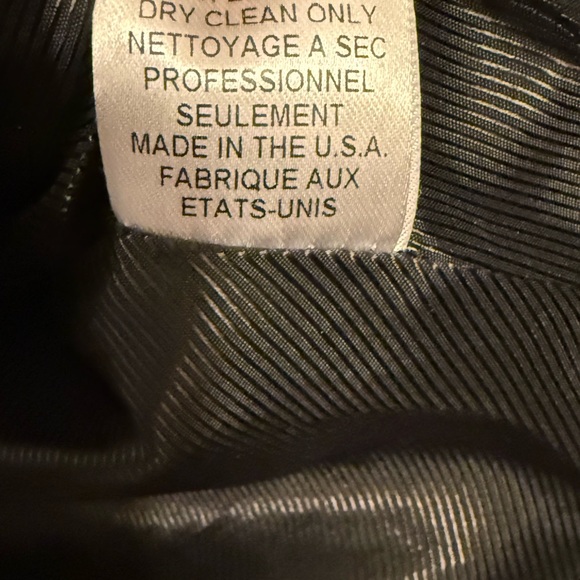 DRY CLEAN ONLY
NETTOYAGE A SEC
PROFESSIONNEL
SEULEMENT
MADE IN THE U.S.A.
FABRIQUE AUX
ETATS-UNIS